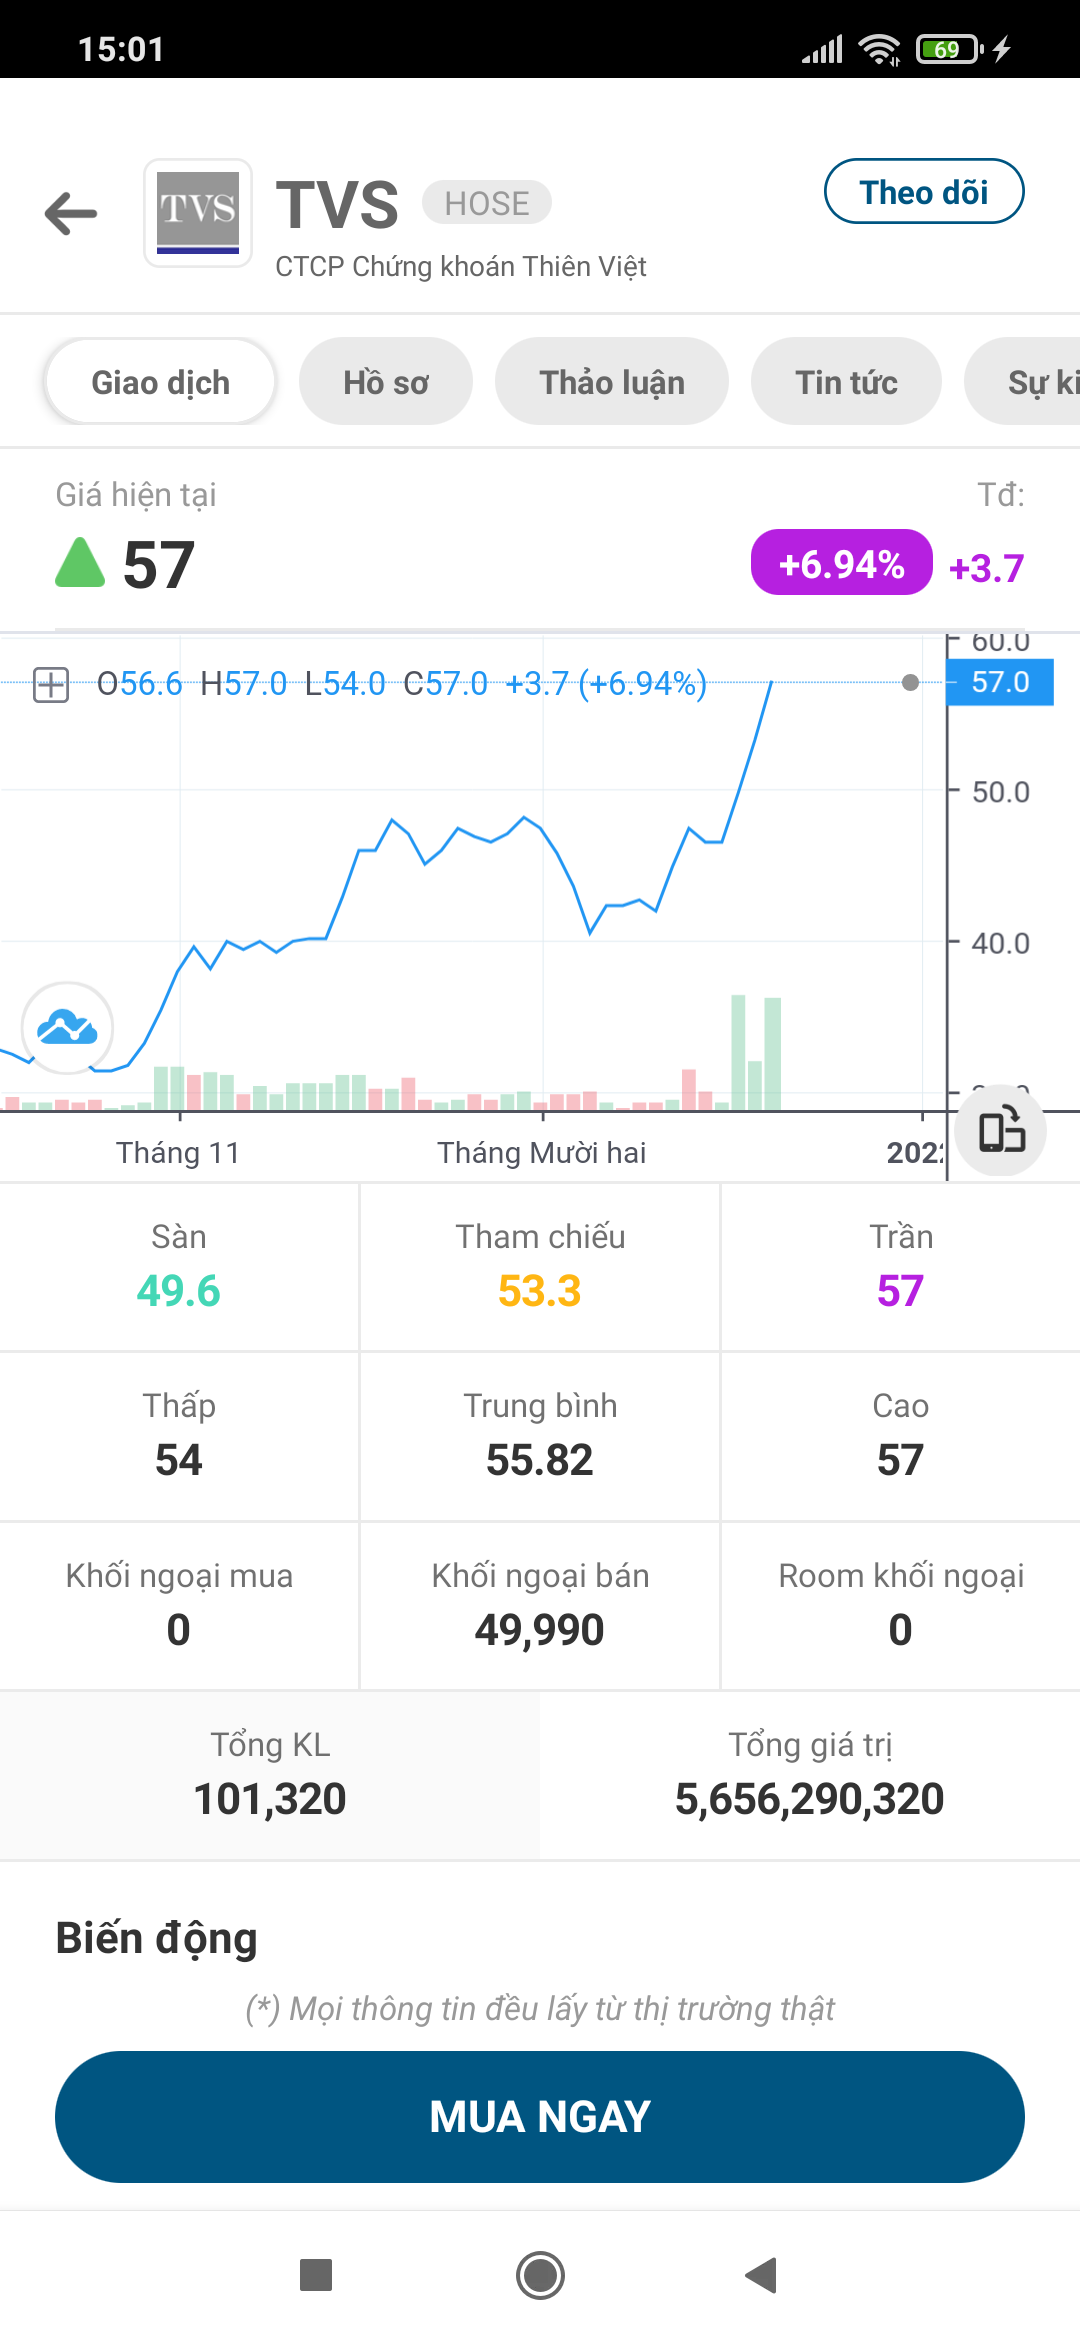 15:01
69
TVS
TVS HOSE
Theo dõi
CTCP Chứng khoán Thiên Việt
Giao dịch Hồ sơ Thảo luận Tin tức Sự ki
Giá hiện tại Tđ:
57 +6.94% +3.7
60.0
O56.6 H57.0 L54.0 C57.0 +3.7 (+6.94%) 57.0
50.0
40.0
Tháng 11 Tháng Mười hai 202
Sàn Tham chiếu Trần
49.6 53.3 57
Thấp Trung bình Cao
54 55.82 57
Khối ngoại mua Khối ngoại bán Room khối ngoại
0 49,990 0
Tổng KL Tổng giá trị
101,320 5,656,290,320
Biến động
(*) Mọi thông tin đều lấy từ thị trường thật
MUA NGAY